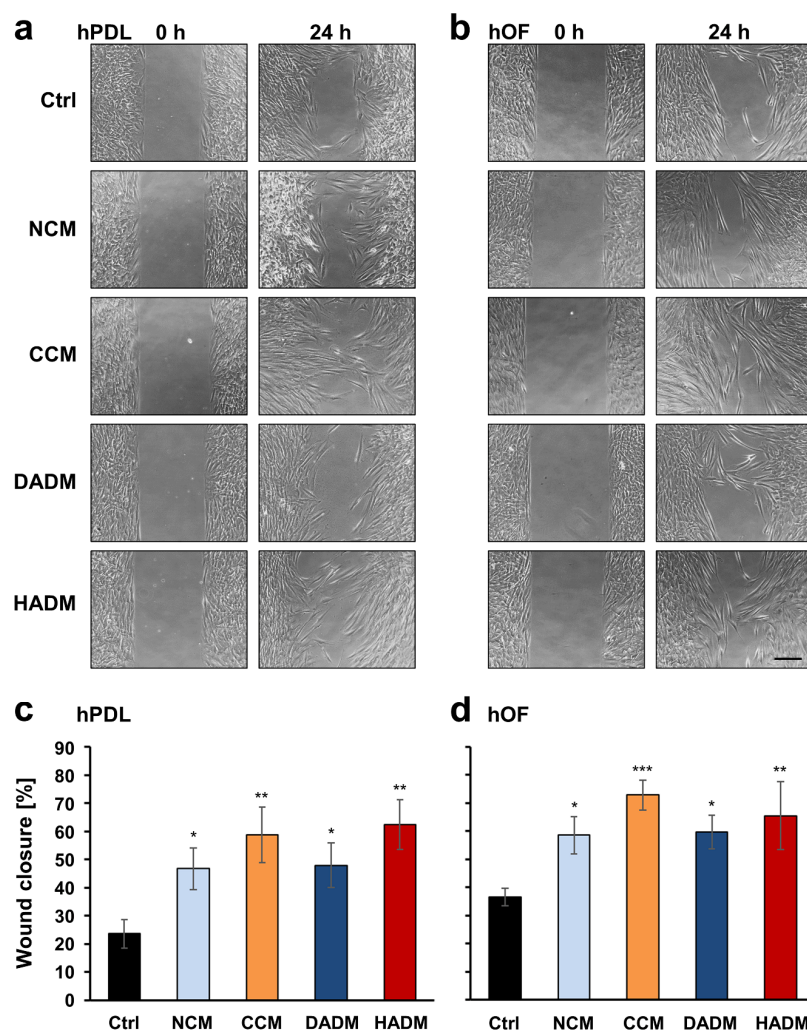 a hPDL 0 h 24 h b hOF 0 h 24 h
Ctrl
NCM
CCM
DADM
HADM
c hPDL d hOF
Wound closure [%]
90
80
70
60
50
40
30
20
10
0
* ** * **
* *** * **
Ctrl NCM CCM DADM HADM Ctrl NCM CCM DADM HADM